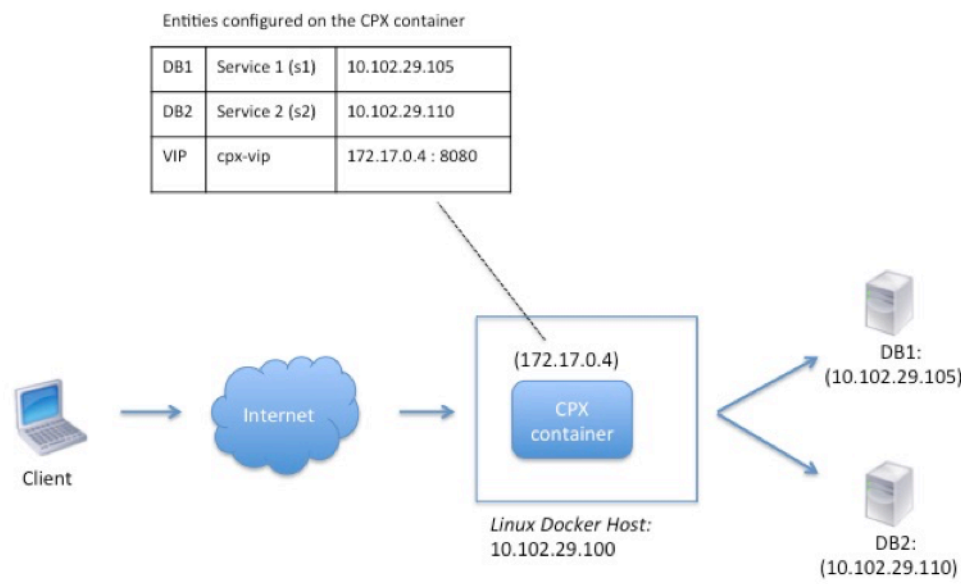 Entities configured on the CPX container
DB1 Service 1 (s1) 10.102.29.105
DB2 Service 2 (s2) 10.102.29.110
VIP cpx-vip 172.17.0.4 : 8080
(172.17.0.4)
CPX
container
Internet
Client
Linux Docker Host:
10.102.29.100
DB1:
(10.102.29.105)
DB2:
(10.102.29.110)